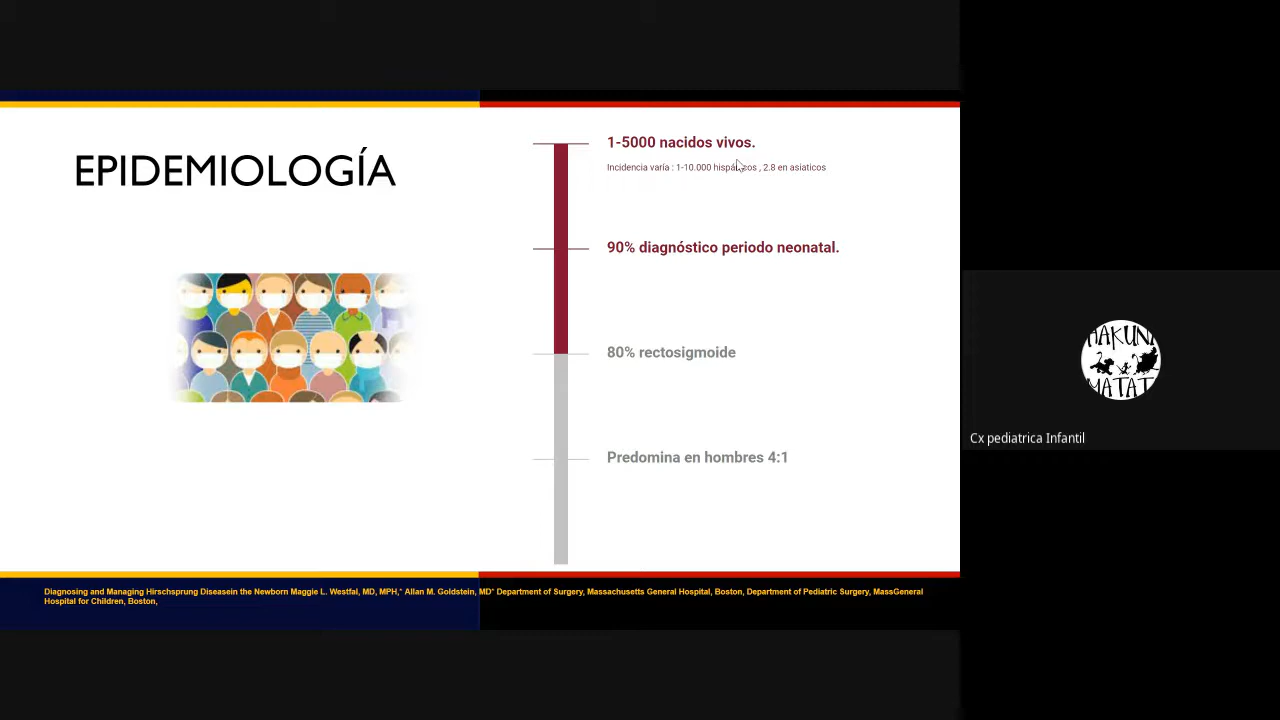 EPIDEMIOLOGÍA
1-5000 nacidos vivos.
Incidencia varía : 1-10.000 hispánicos , 2.8 en asiaticos
90% diagnóstico periodo neonatal.
80% rectosigmoide
Predomina en hombres 4:1
Diagnosing and Managing Hirschsprung Diseasein the Newborn Maggie L. Westfal, MD, MPH,* Allan M. Goldstein, MD* Department of Surgery, Massachusetts General Hospital, Boston, Department of Pediatric Surgery, MassGeneral
Hospital for Children, Boston,
HAKUNA
MATATA
Cx pediatrica Infantil